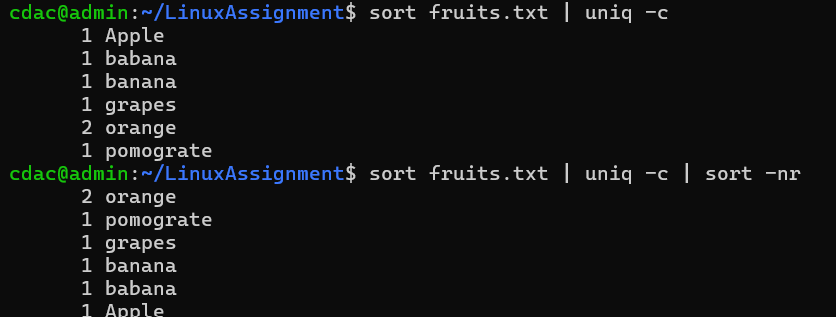 cdac@admin:~/LinuxAssignment$ sort fruits.txt | uniq -c
      1 Apple
      1 babana
      1 banana
      1 grapes
      2 orange
      1 pomograte
cdac@admin:~/LinuxAssignment$ sort fruits.txt | uniq -c | sort -nr
      2 orange
      1 pomograte
      1 grapes
      1 banana
      1 babana
      1 Apple